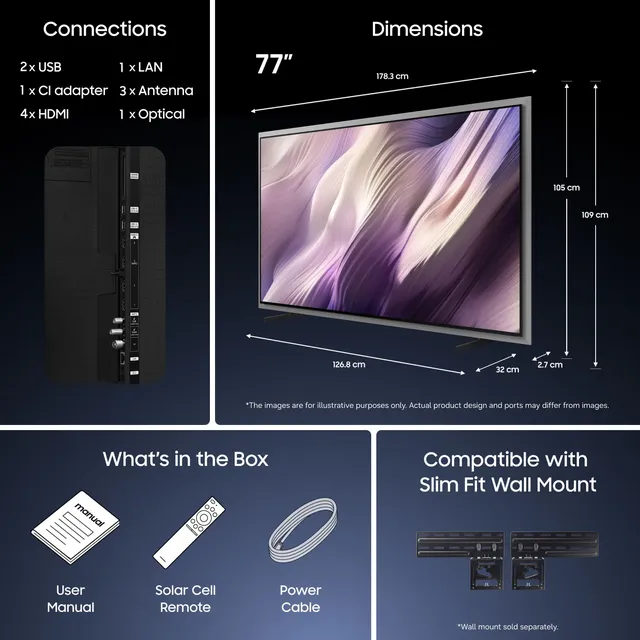 Connections
2 x USB
1 x LAN
1 x CI adapter
3 x Antenna
4x HDMI
1 x Optical
Dimensions
77"
178.3 cm
105 cm
109 cm
126.8 cm
32 cm
2.7 cm
*The images are for illustrative purposes only. Actual product design and ports may differ from images.
What's in the Box
manual
User
Manual
Solar Cell
Remote
Power
Cable
Compatible with
Slim Fit Wall Mount
*Wall mount sold separately.